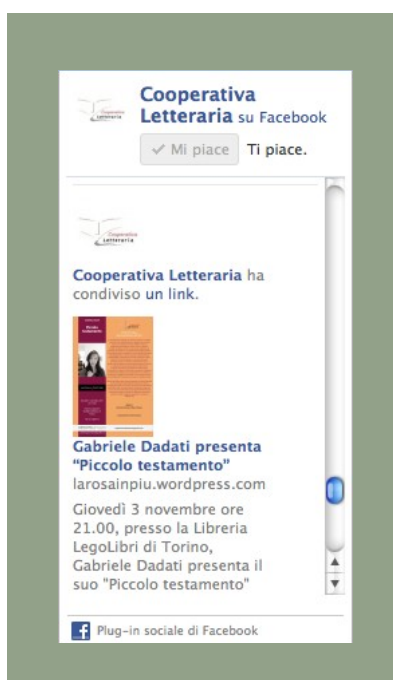 Cooperativa
Letteraria su Facebook
Mi piace Ti piace.
Cooperativa
Letteraria
Cooperativa Letteraria ha
condiviso un link.
Gabriele Dadati presenta
“Piccolo testamento”
larosainpiu.wordpress.com
Giovedì 3 novembre ore
21.00, presso la Libreria
LegoLibri di Torino,
Gabriele Dadati presenta il
suo "Piccolo testamento"
Plug-in sociale di Facebook